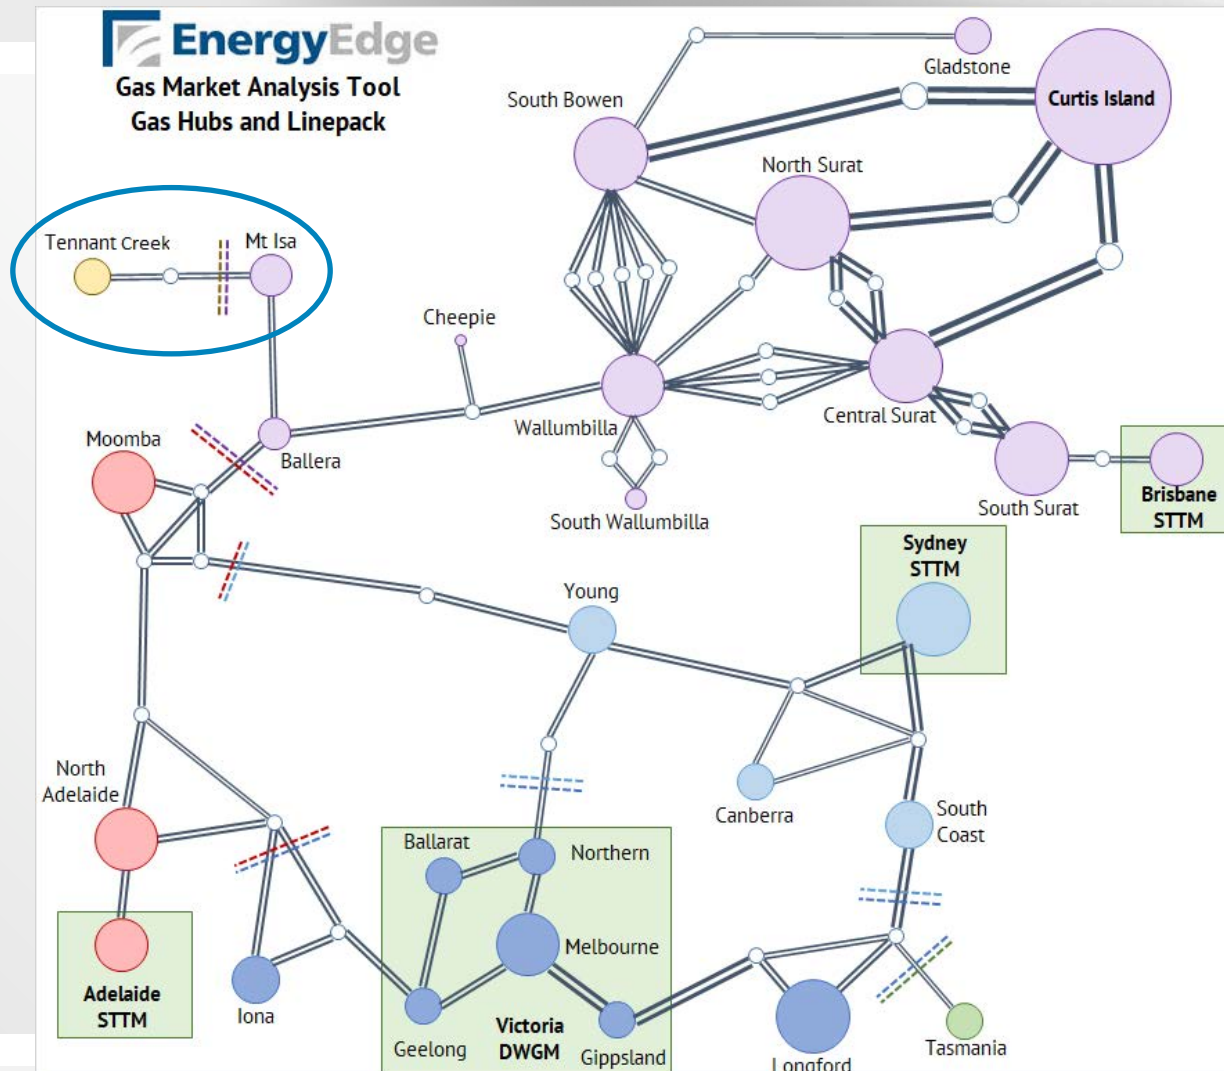 EnergyEdge
Gas Market Analysis Tool
Gas Hubs and Linepack
Gladstone
South Bowen
Curtis Island
North Surat
Tennant Creek
Mt Isa
Cheepie
Wallumbilla
Central Surat
Moomba
Ballera
South Wallumbilla
South Surat
Brisbane
STTM
Sydney
STTM
Young
North
Adelaide
Canberra
South
Coast
Ballarat
Northern
Melbourne
Adelaide
STTM
Iona
Geelong
Victoria
DWGM
Gippsland
Longford
Tasmania